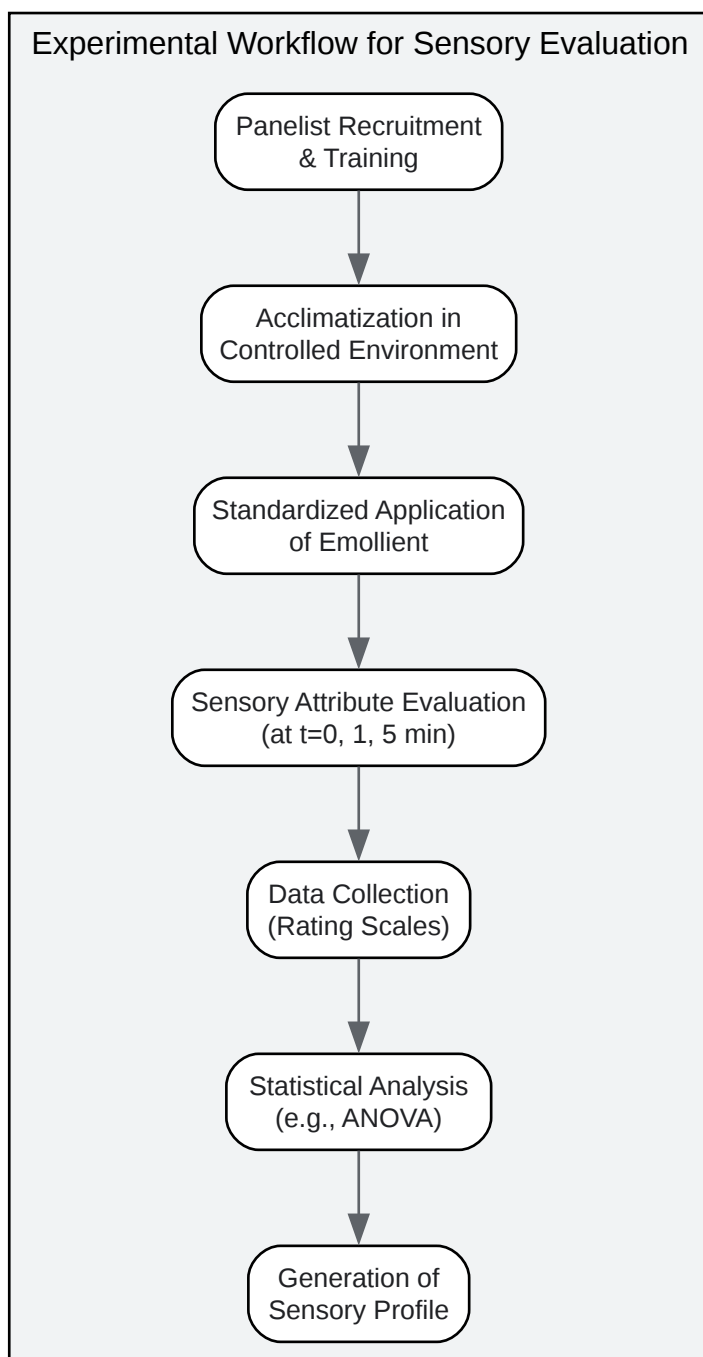 Experimental Workflow for Sensory Evaluation
Panelist Recruitment
& Training
Acclimatization in
Controlled Environment
Standardized Application
of Emollient
Sensory Attribute Evaluation
(at t=0, 1, 5 min)
Data Collection
(Rating Scales)
Statistical Analysis
(e.g., ANOVA)
Generation of
Sensory Profile